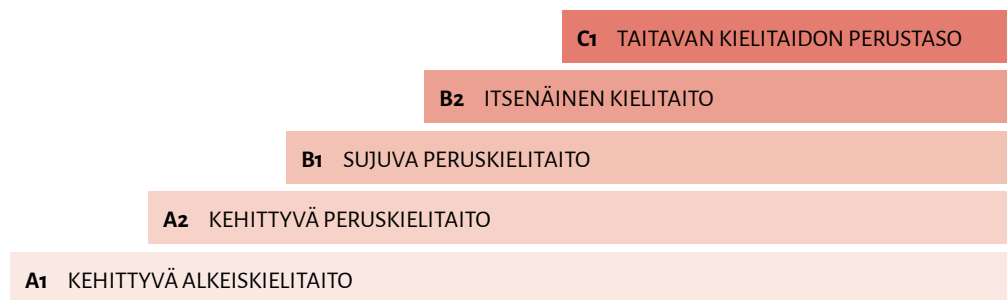 C1 TAITAVAN KIELITAIDON PERUSTASO
B2 ITSENÄINEN KIELITAITO
B1 SUJUVA PERUSKIELITAITO
A2 KEHITTYVÄ PERUSKIELITAITO
A1 KEHITTYVÄ ALKEISKIELITAITO